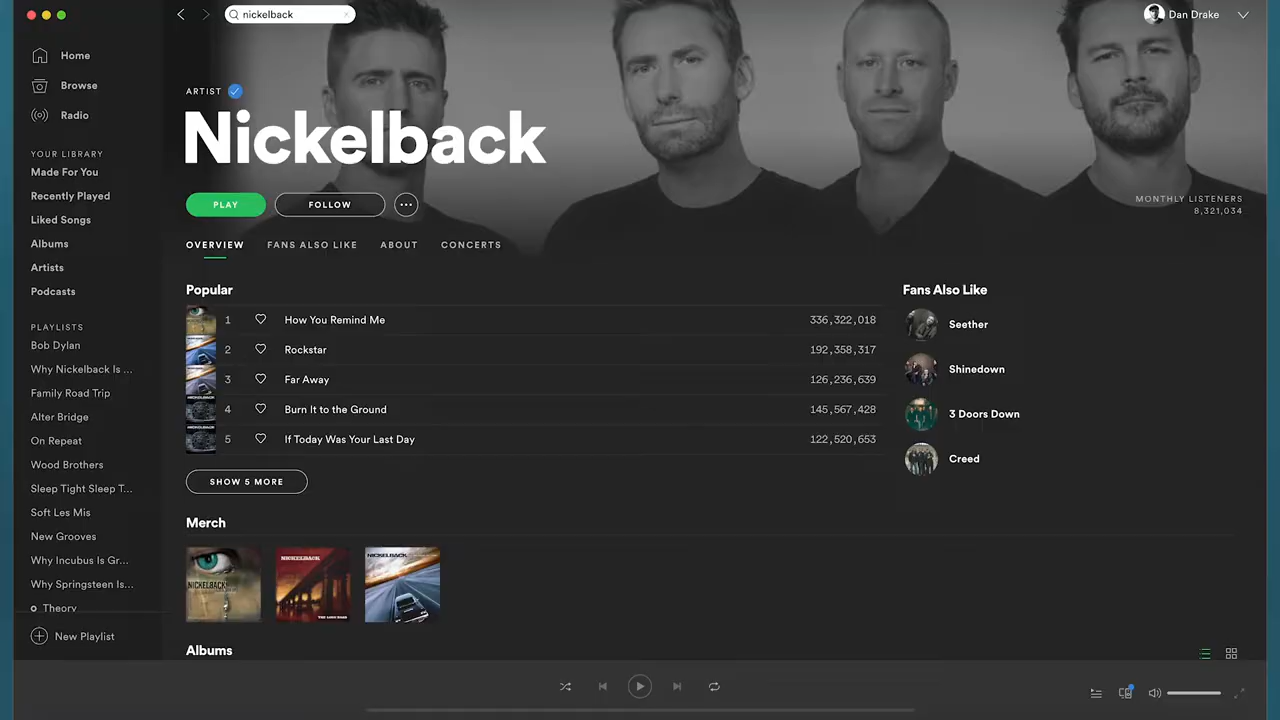 nickelback
Dan Drake
Home
Browse
Radio
YOUR LIBRARY
Made For You
Recently Played
Liked Songs
Albums
Artists
Podcasts
PLAYLISTS
Bob Dylan
Why Nickelback Is ...
Family Road Trip
Alter Bridge
On Repeat
Wood Brothers
Sleep Tight Sleep T...
Soft Les Mis
New Grooves
Why Incubus Is Gr...
Why Springsteen Is...
Theory
New Playlist
ARTIST
Nickelback
PLAY
FOLLOW
MONTHLY LISTENERS
8,321,034
OVERVIEW FANS ALSO LIKE ABOUT CONCERTS
Popular
1 How You Remind Me 336,322,018
2 Rockstar 192,358,317
3 Far Away 126,236,639
4 Burn It to the Ground 145,567,428
5 If Today Was Your Last Day 122,520,653
SHOW 5 MORE
Fans Also Like
Seether
Shinedown
3 Doors Down
Creed
Merch
NICKELBACK
NICKELBACK
THE LONG ROAD
NICKELBACK
Albums